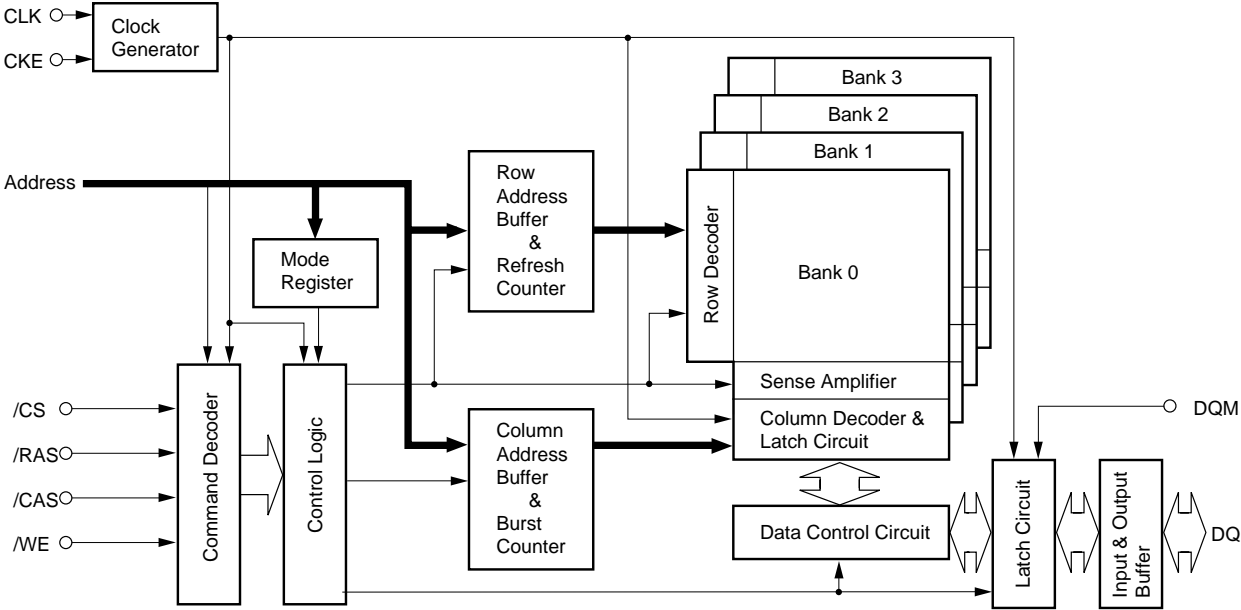 CLK
CKE
Clock
Generator
Address
Mode
Register
Row
Address
Buffer
&
Refresh
Counter
Bank 3
Bank 2
Bank 1
Bank 0
Row Decoder
Sense Amplifier
Column Decoder &
Latch Circuit
/CS
/RAS
/CAS
/WE
Command Decoder
Control Logic
Column
Address
Buffer
&
Burst
Counter
Data Control Circuit
Latch Circuit
Input & Output
Buffer
DQM
DQ